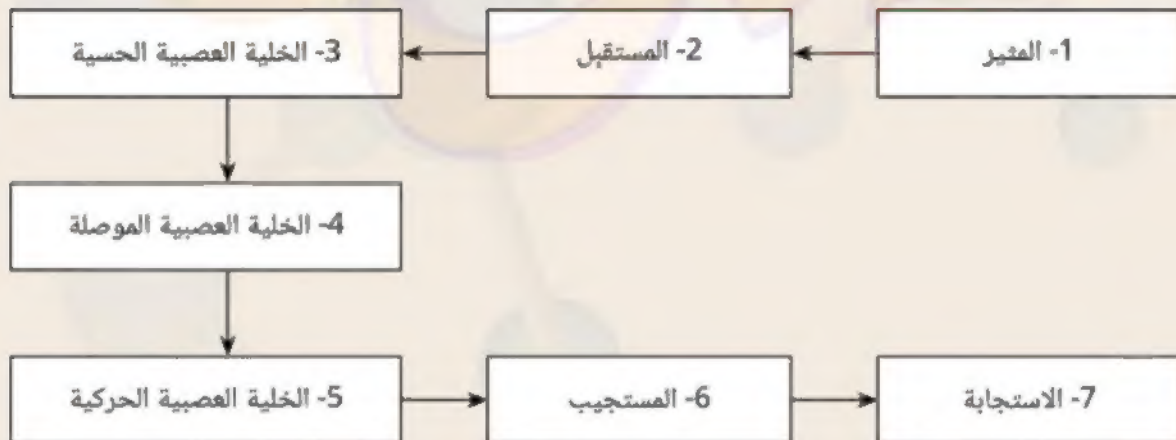 1- المثير
2- المستقبل
3- الخلية العصبية الحسية
4- الخلية العصبية الموصلة
5- الخلية العصبية الحركية
6- المستجيب
7- الاستجابة